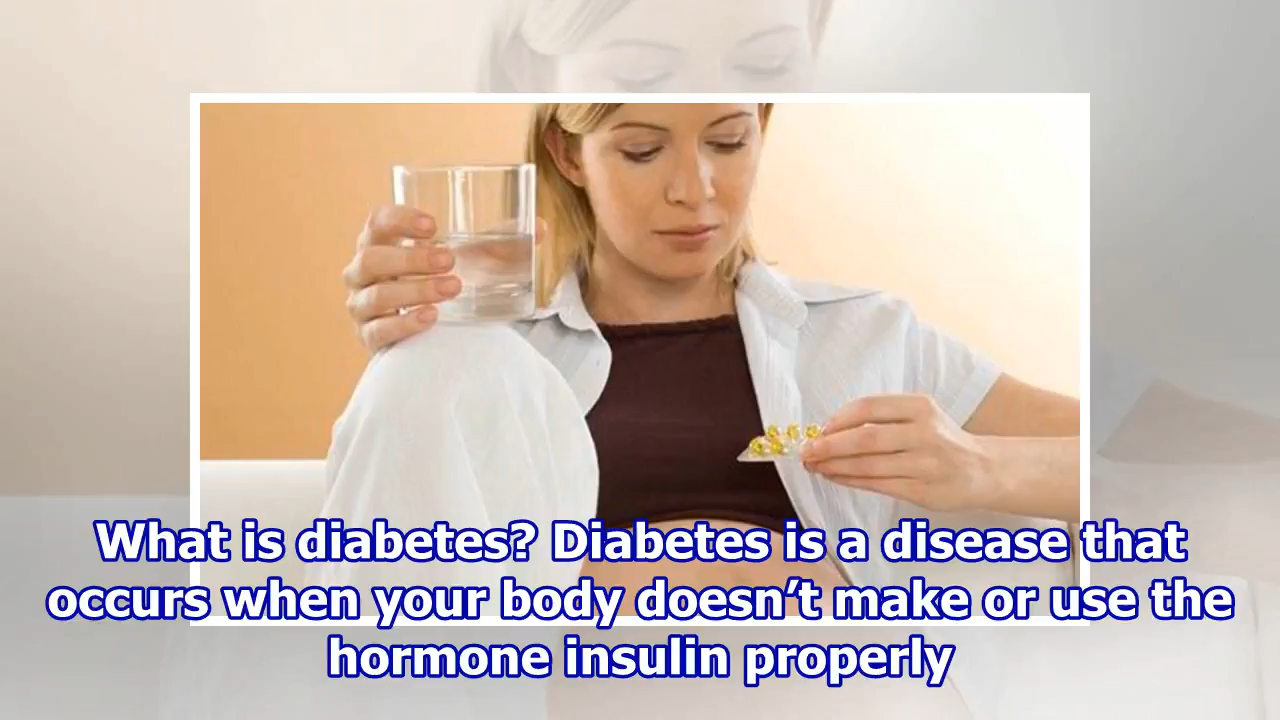 What is diabetes? Diabetes is a disease that
occurs when your body doesn’t make or use the
hormone insulin properly